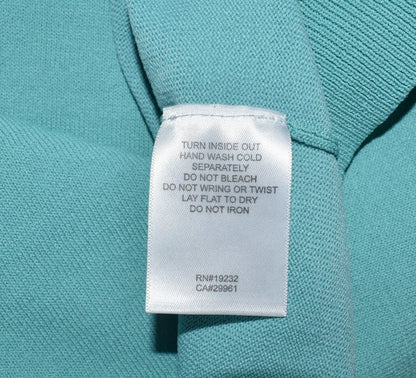 TURN INSIDE OUT
HAND WASH COLD
SEPARATELY
DO NOT BLEACH
DO NOT WRING OR TWIST
LAY FLAT TO DRY
DO NOT IRON
RN#19232
CA#29961